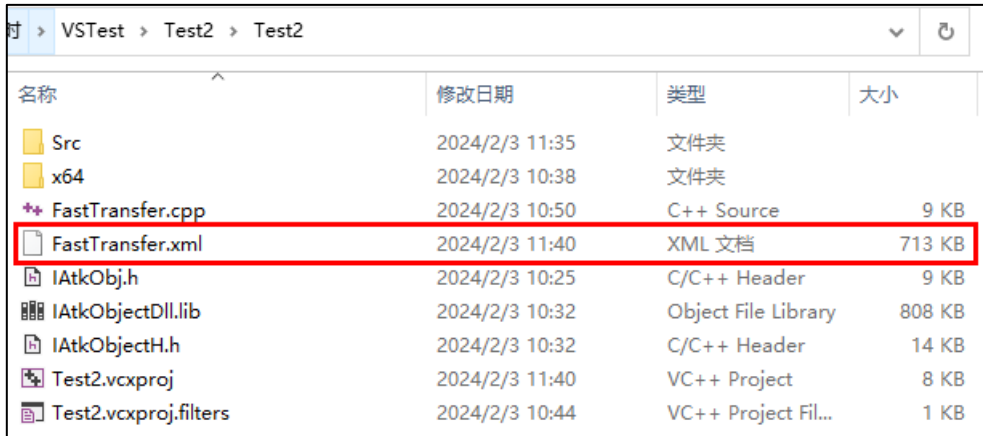 时 › VSTest › Test2 › Test2
名称 修改日期 类型 大小
Src 2024/2/3 11:35 文件夹
x64 2024/2/3 10:38 文件夹
FastTransfer.cpp 2024/2/3 10:50 C++ Source 9 KB
FastTransfer.xml 2024/2/3 11:40 XML 文档 713 KB
IAtkObj.h 2024/2/3 10:25 C/C++ Header 9 KB
IAtkObjectDll.lib 2024/2/3 10:32 Object File Library 808 KB
IAtkObjectH.h 2024/2/3 10:32 C/C++ Header 14 KB
Test2.vcxproj 2024/2/3 11:40 VC++ Project 8 KB
Test2.vcxproj.filters 2024/2/3 10:44 VC++ Project Fil... 1 KB